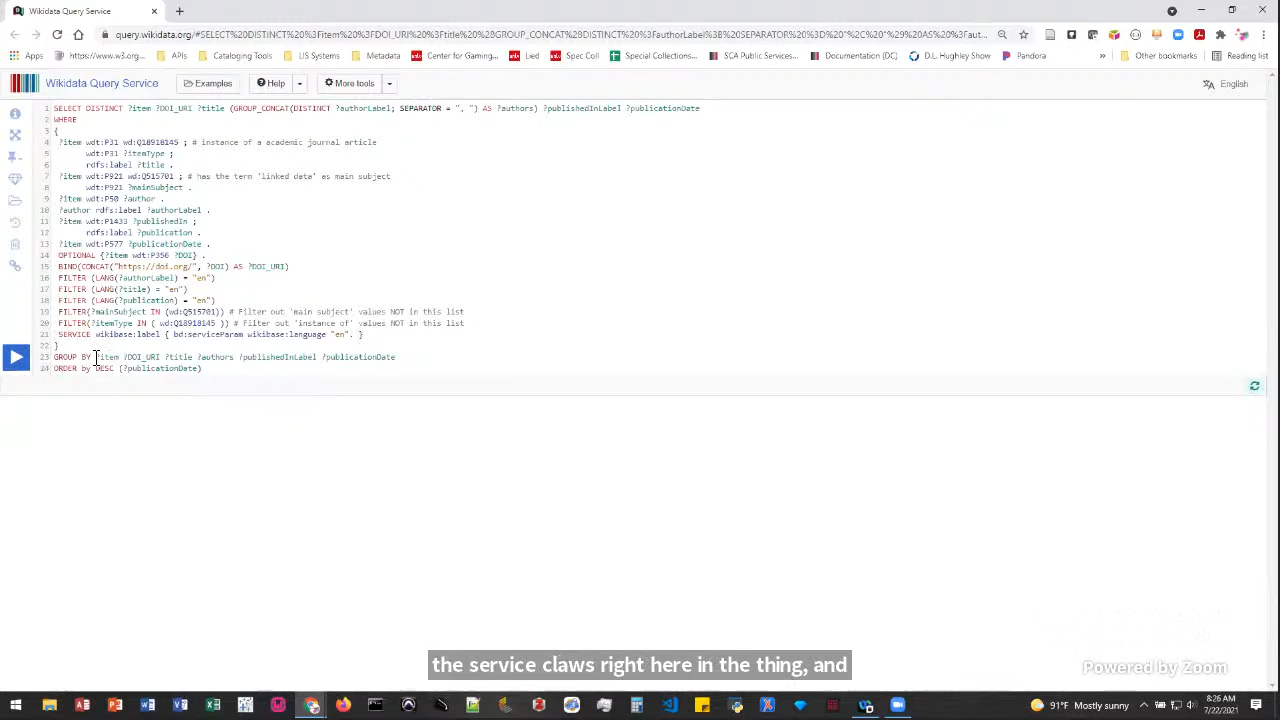 Wikidata Query Service
query.wikidata.org/#SELECT%20DISTINCT%20%3Fitem%20%3FDOI_URI%20%3Ftitle%20%28GROUP_CONCAT%28DISTINCT%20%3FauthorLabel%3B%20SEPARATOR%20%3D%20"%2C%20"%29%20AS%20%3Faut...
Apps https://www.w3.org... APIs Cataloging Tools LIS Systems Metadata Center for Gaming... Lied Spec Coll Special Collections... SCA Public Services... Documentation (DC) D.L. Hughley Show Pandora » Other bookmarks Reading list
Wikidata Query Service Examples Help More tools English
1 SELECT DISTINCT ?item ?DOI_URI ?title (GROUP_CONCAT(DISTINCT ?authorLabel; SEPARATOR = ", ") AS ?authors) ?publishedInLabel ?publicationDate
2 WHERE
3 {
4 ?item wdt:P31 wd:Q18918145 ; # instance of a academic journal article
5 wdt:P31 ?itemType ;
6 rdfs:label ?title .
7 ?item wdt:P921 wd:Q515701 ; # has the term 'linked data' as main subject
8 wdt:P921 ?mainSubject .
9 ?item wdt:P50 ?author .
10 ?author rdfs:label ?authorLabel .
11 ?item wdt:P1433 ?publishedIn ;
12 rdfs:label ?publication .
13 ?item wdt:P577 ?publicationDate .
14 OPTIONAL {?item wdt:P356 ?DOI} .
15 BIND(CONCAT("https://doi.org/", ?DOI) AS ?DOI_URI)
16 FILTER (LANG(?authorLabel) = "en")
17 FILTER (LANG(?title) = "en")
18 FILTER (LANG(?publication) = "en")
19 FILTER(?mainSubject IN (wd:Q515701)) # Filter out 'main subject' values NOT in this list
20 FILTER(?itemType IN ( wd:Q18918145 )) # Filter out 'instance of' values NOT in this list
21 SERVICE wikibase:label { bd:serviceParam wikibase:language "en". }
22 }
23 GROUP BY ?item ?DOI_URI ?title ?authors ?publishedInLabel ?publicationDate
24 ORDER by DESC (?publicationDate)
the service claws right here in the thing, and
Powered by Zoom
91°F Mostly sunny
8:26 AM
7/22/2021